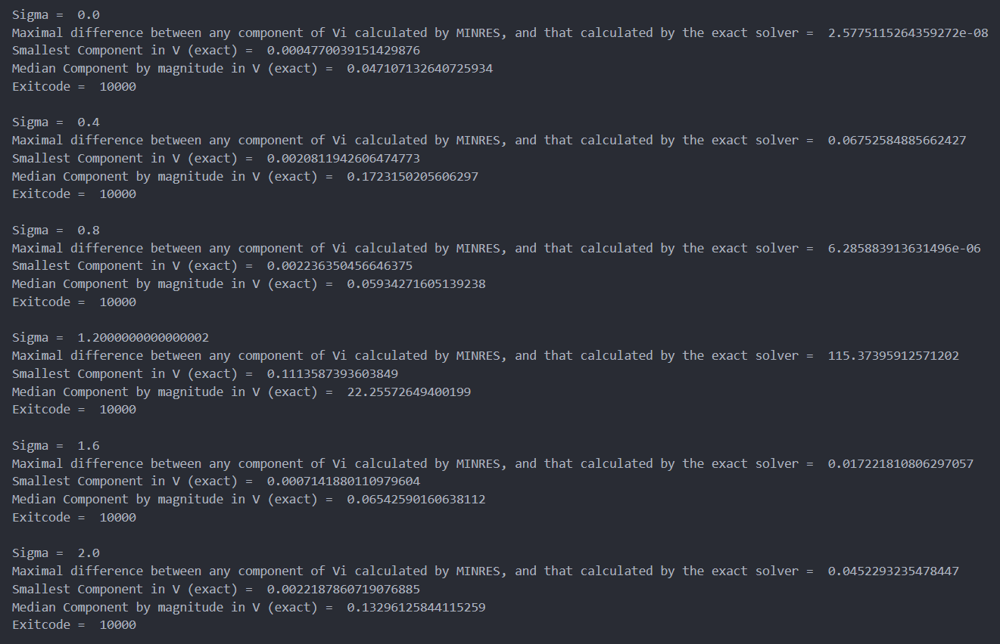 Sigma =  0.0
Maximal difference between any component of Vi calculated by MINRES, and that calculated by the exact solver =  2.5775115264359272e-08
Smallest Component in V (exact) =  0.0004770039151429876
Median Component by magnitude in V (exact) =  0.047107132640725934
Exitcode =  10000
Sigma =  0.4
Maximal difference between any component of Vi calculated by MINRES, and that calculated by the exact solver =  0.06752584885662427
Smallest Component in V (exact) =  0.0020811942606474773
Median Component by magnitude in V (exact) =  0.1723150205606297
Exitcode =  10000
Sigma =  0.8
Maximal difference between any component of Vi calculated by MINRES, and that calculated by the exact solver =  6.285883913631496e-06
Smallest Component in V (exact) =  0.002236350456646375
Median Component by magnitude in V (exact) =  0.05934271605139238
Exitcode =  10000
Sigma =  1.2000000000000002
Maximal difference between any component of Vi calculated by MINRES, and that calculated by the exact solver =  115.37395912571202
Smallest Component in V (exact) =  0.1113587393603849
Median Component by magnitude in V (exact) =  22.25572649400199
Exitcode =  10000
Sigma =  1.6
Maximal difference between any component of Vi calculated by MINRES, and that calculated by the exact solver =  0.017221810806297057
Smallest Component in V (exact) =  0.0007141880110979604
Median Component by magnitude in V (exact) =  0.06542590160638112
Exitcode =  10000
Sigma =  2.0
Maximal difference between any component of Vi calculated by MINRES, and that calculated by the exact solver =  0.0452293235478447
Smallest Component in V (exact) =  0.0022187860719076885
Median Component by magnitude in V (exact) =  0.13296125844115259
Exitcode =  10000